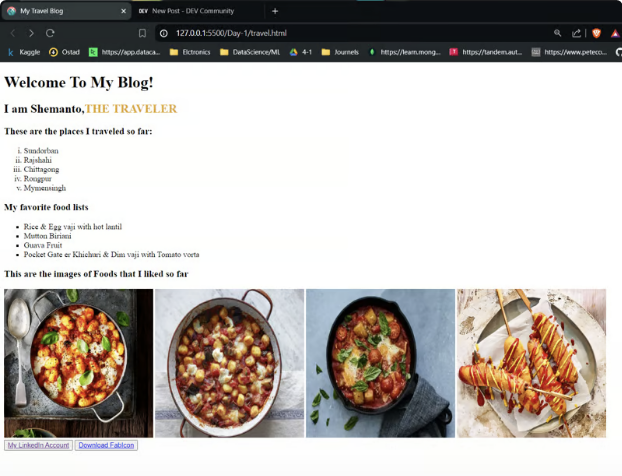 My Travel Blog
New Post - DEV Community
127.0.0.1:5500/Day-1/travel.html
Kaggle
Ostad
https://app.dataca...
Elctronics
DataScience/ML
4-1
Journels
https://learn.mong...
https://tandem.aut...
https://www.peteco...
Welcome To My Blog!
I am Shemanto,THE TRAVELER
These are the places I traveled so far:
i. Sundorban
ii. Rajshahi
iii. Chittagong
iv. Rongpur
v. Mymensingh
My favorite food lists
Rice & Egg vaji with hot lantil
Mutton Biriani
Guava Fruit
Pocket Gate er Khichari & Dim vaji with Tomato vorta
This are the images of Foods that I liked so far
My LinkedIn Account Download FabIcon